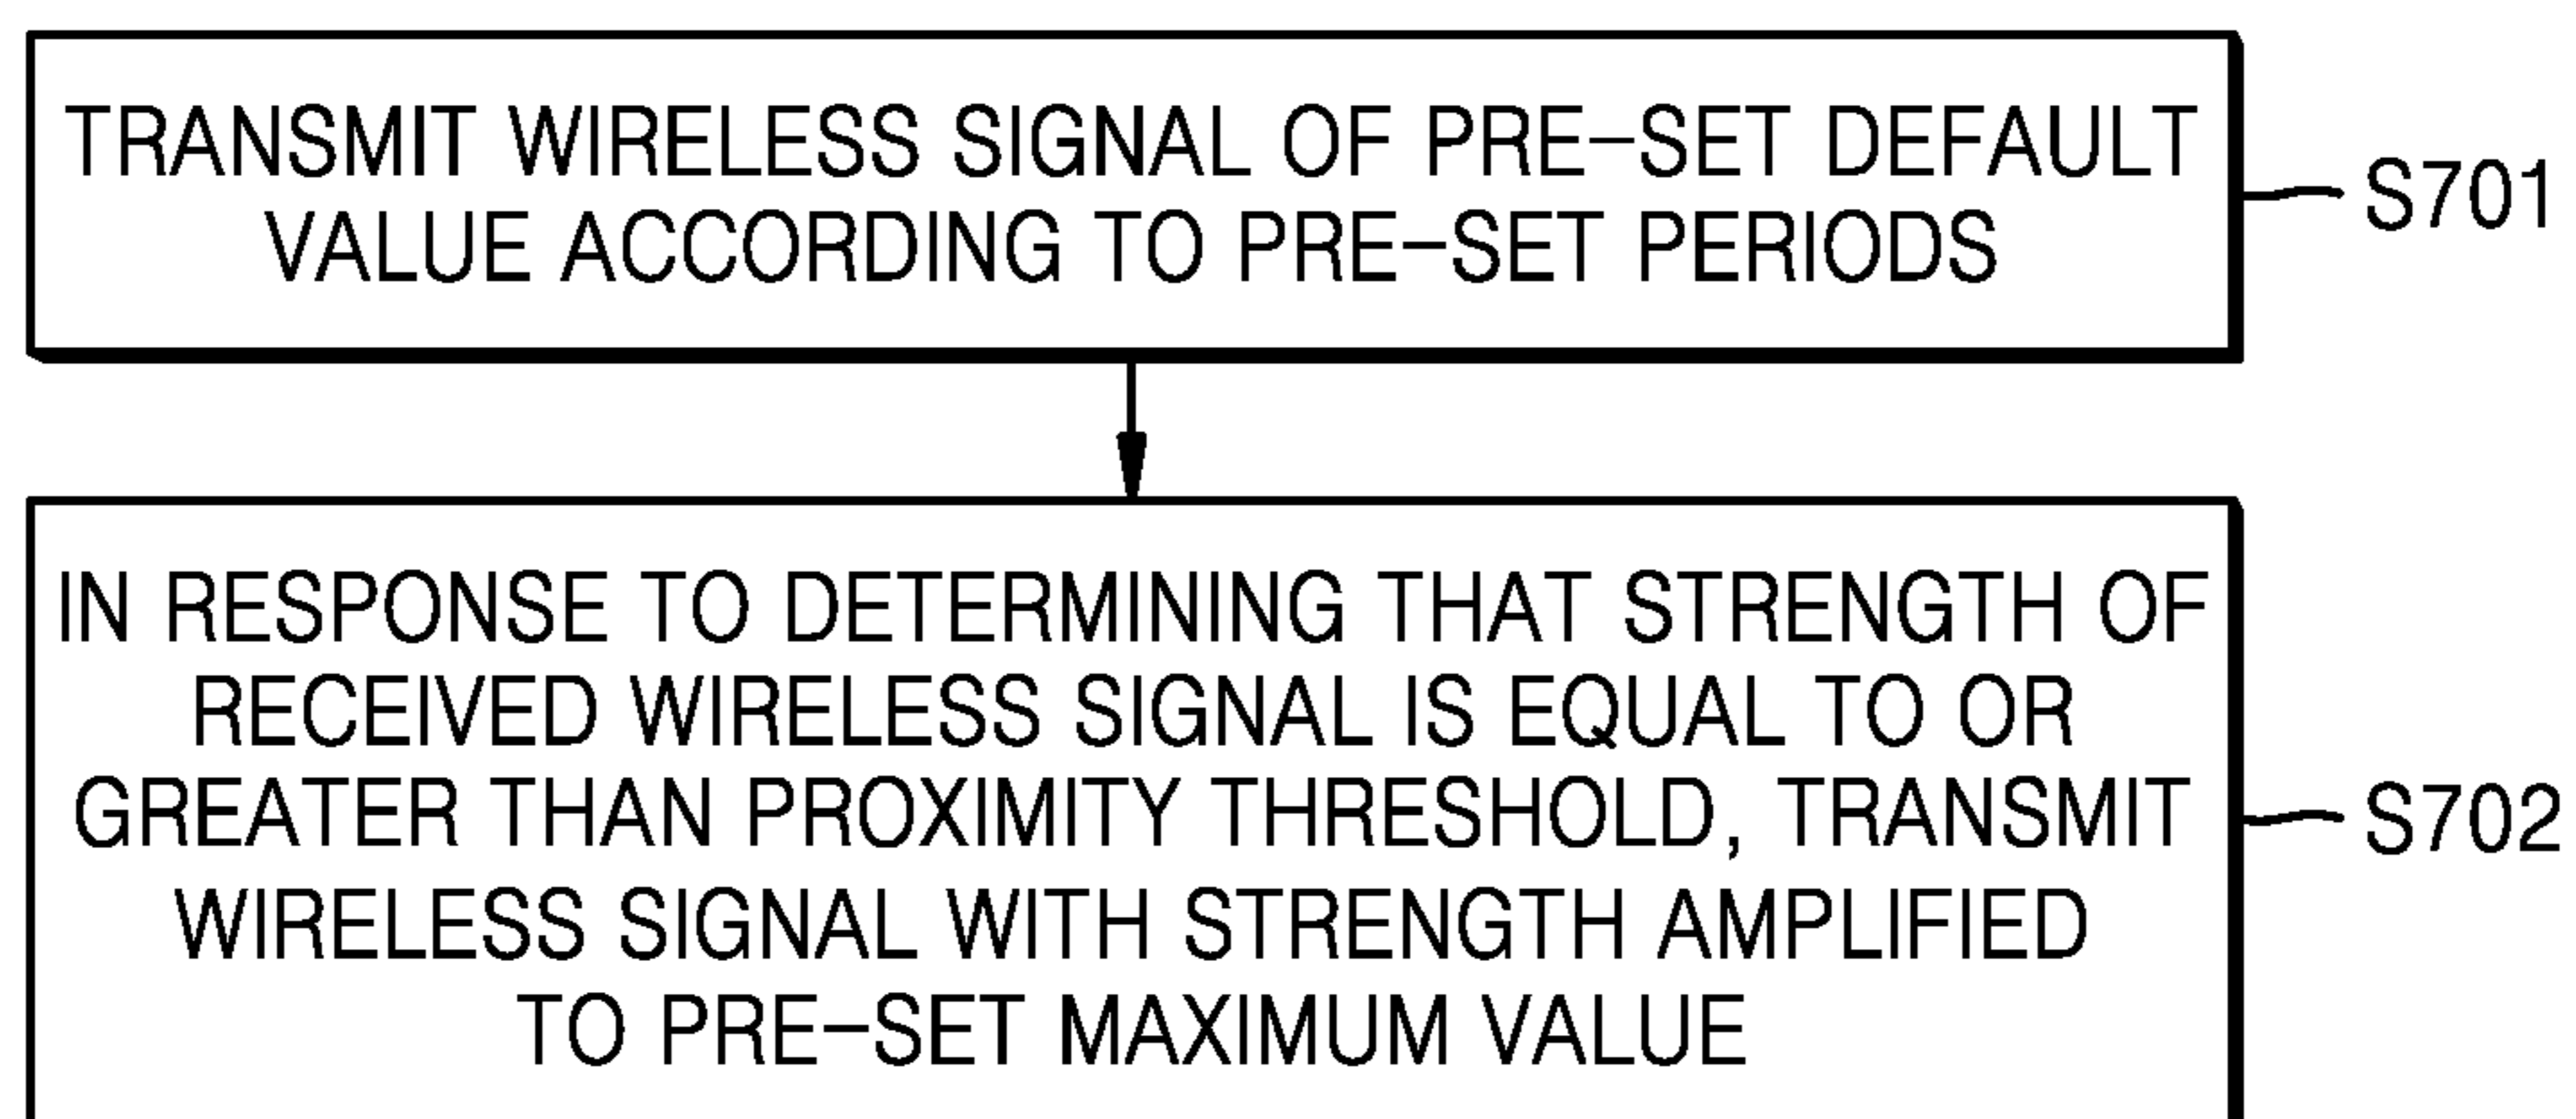 TRANSMIT WIRELESS SIGNAL OF PRE-SET DEFAULT
VALUE ACCORDING TO PRE-SET PERIODS
S701
IN RESPONSE TO DETERMINING THAT STRENGTH OF
RECEIVED WIRELESS SIGNAL IS EQUAL TO OR
GREATER THAN PROXIMITY THRESHOLD, TRANSMIT
WIRELESS SIGNAL WITH STRENGTH AMPLIFIED
TO PRE-SET MAXIMUM VALUE
S702